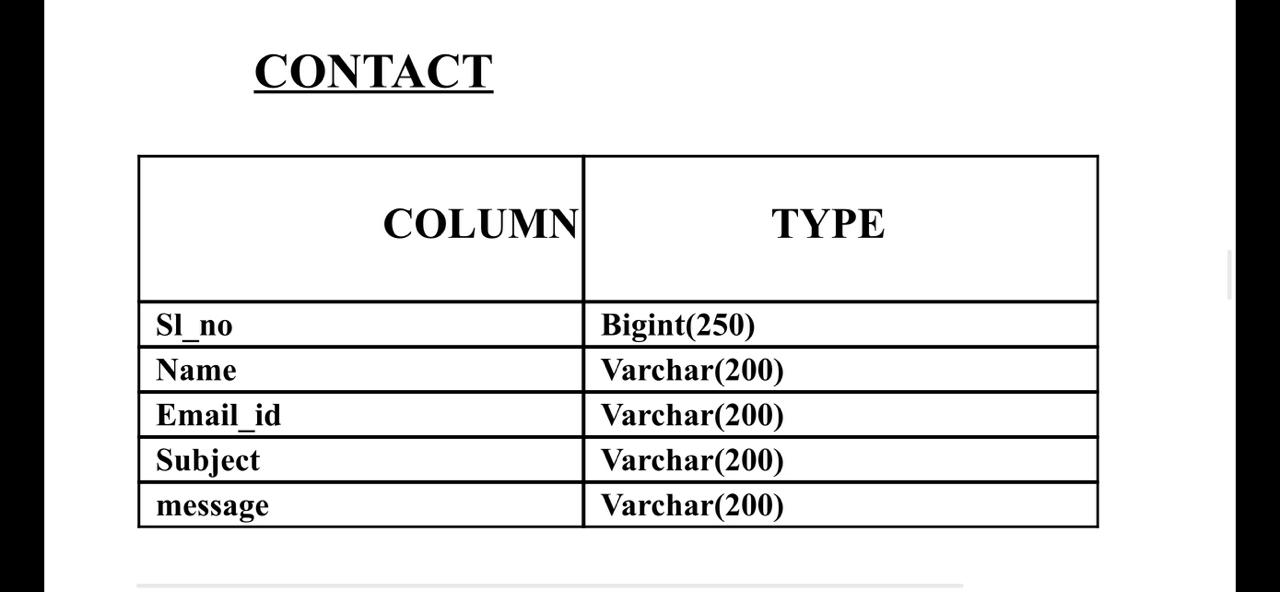 CONTACT
COLUMN TYPE
Sl_no Bigint(250)
Name Varchar(200)
Email_id Varchar(200)
Subject Varchar(200)
message Varchar(200)